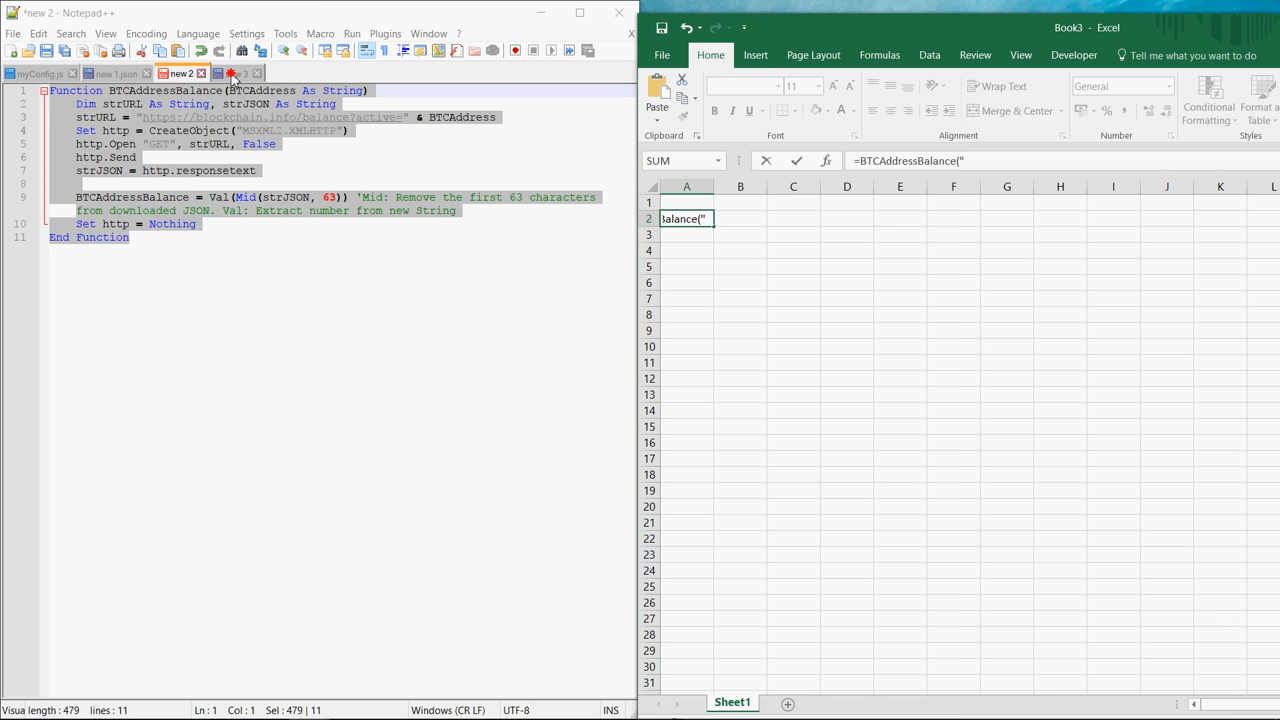 *new 2 - Notepad++
File Edit Search View Encoding Language Settings Tools Macro Run Plugins Window ? X
myConfig.js new 1.json new 2 3
1 Function BTCAddressBalance(BTCAddress As String)
2 Dim strURL As String, strJSON As String
3 strURL = "https://blockchain.info/balance?active=" & BTCAddress
4 Set http = CreateObject("MSXML2.XMLHTTP")
5 http.Open "GET", strURL, False
6 http.Send
7 strJSON = http.responsetext
8
9 BTCAddressBalance = Val(Mid(strJSON, 63)) 'Mid: Remove the first 63 characters
from downloaded JSON. Val: Extract number from new String
10 Set http = Nothing
11 End Function
Visua length : 479 lines : 11 Ln : 1 Col : 1 Sel : 479 | 11 Windows (CR LF) UTF-8 INS
Book3 - Excel
File Home Insert Page Layout Formulas Data Review View Developer Tell me what you want to do
Paste
11 A A
Wrap Text
General
Conditional Format as
Formatting Table
B I U
Merge & Center
$ % ,
Clipboard Font Alignment Number Styles
SUM fx =BTCAddressBalance("
A B C D E F G H I J K L
1
2 alance("
3
4
5
6
7
8
9
10
11
12
13
14
15
16
17
18
19
20
21
22
23
24
25
26
27
28
29
30
31
Sheet1